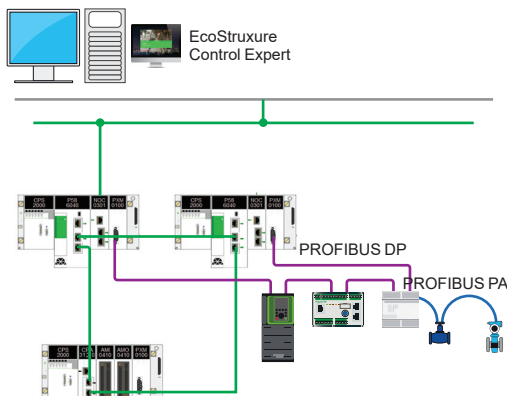 EcoStruxure
Control Expert
CPS
2000
P58
6040
NOC
0301
PXM
0100
CPS
2000
P58
6040
NOC
0301
PXM
0100
PROFIBUS DP
PROFIBUS PA
CPS
2000
AMI
0410
AMO
0410
PXM
0100